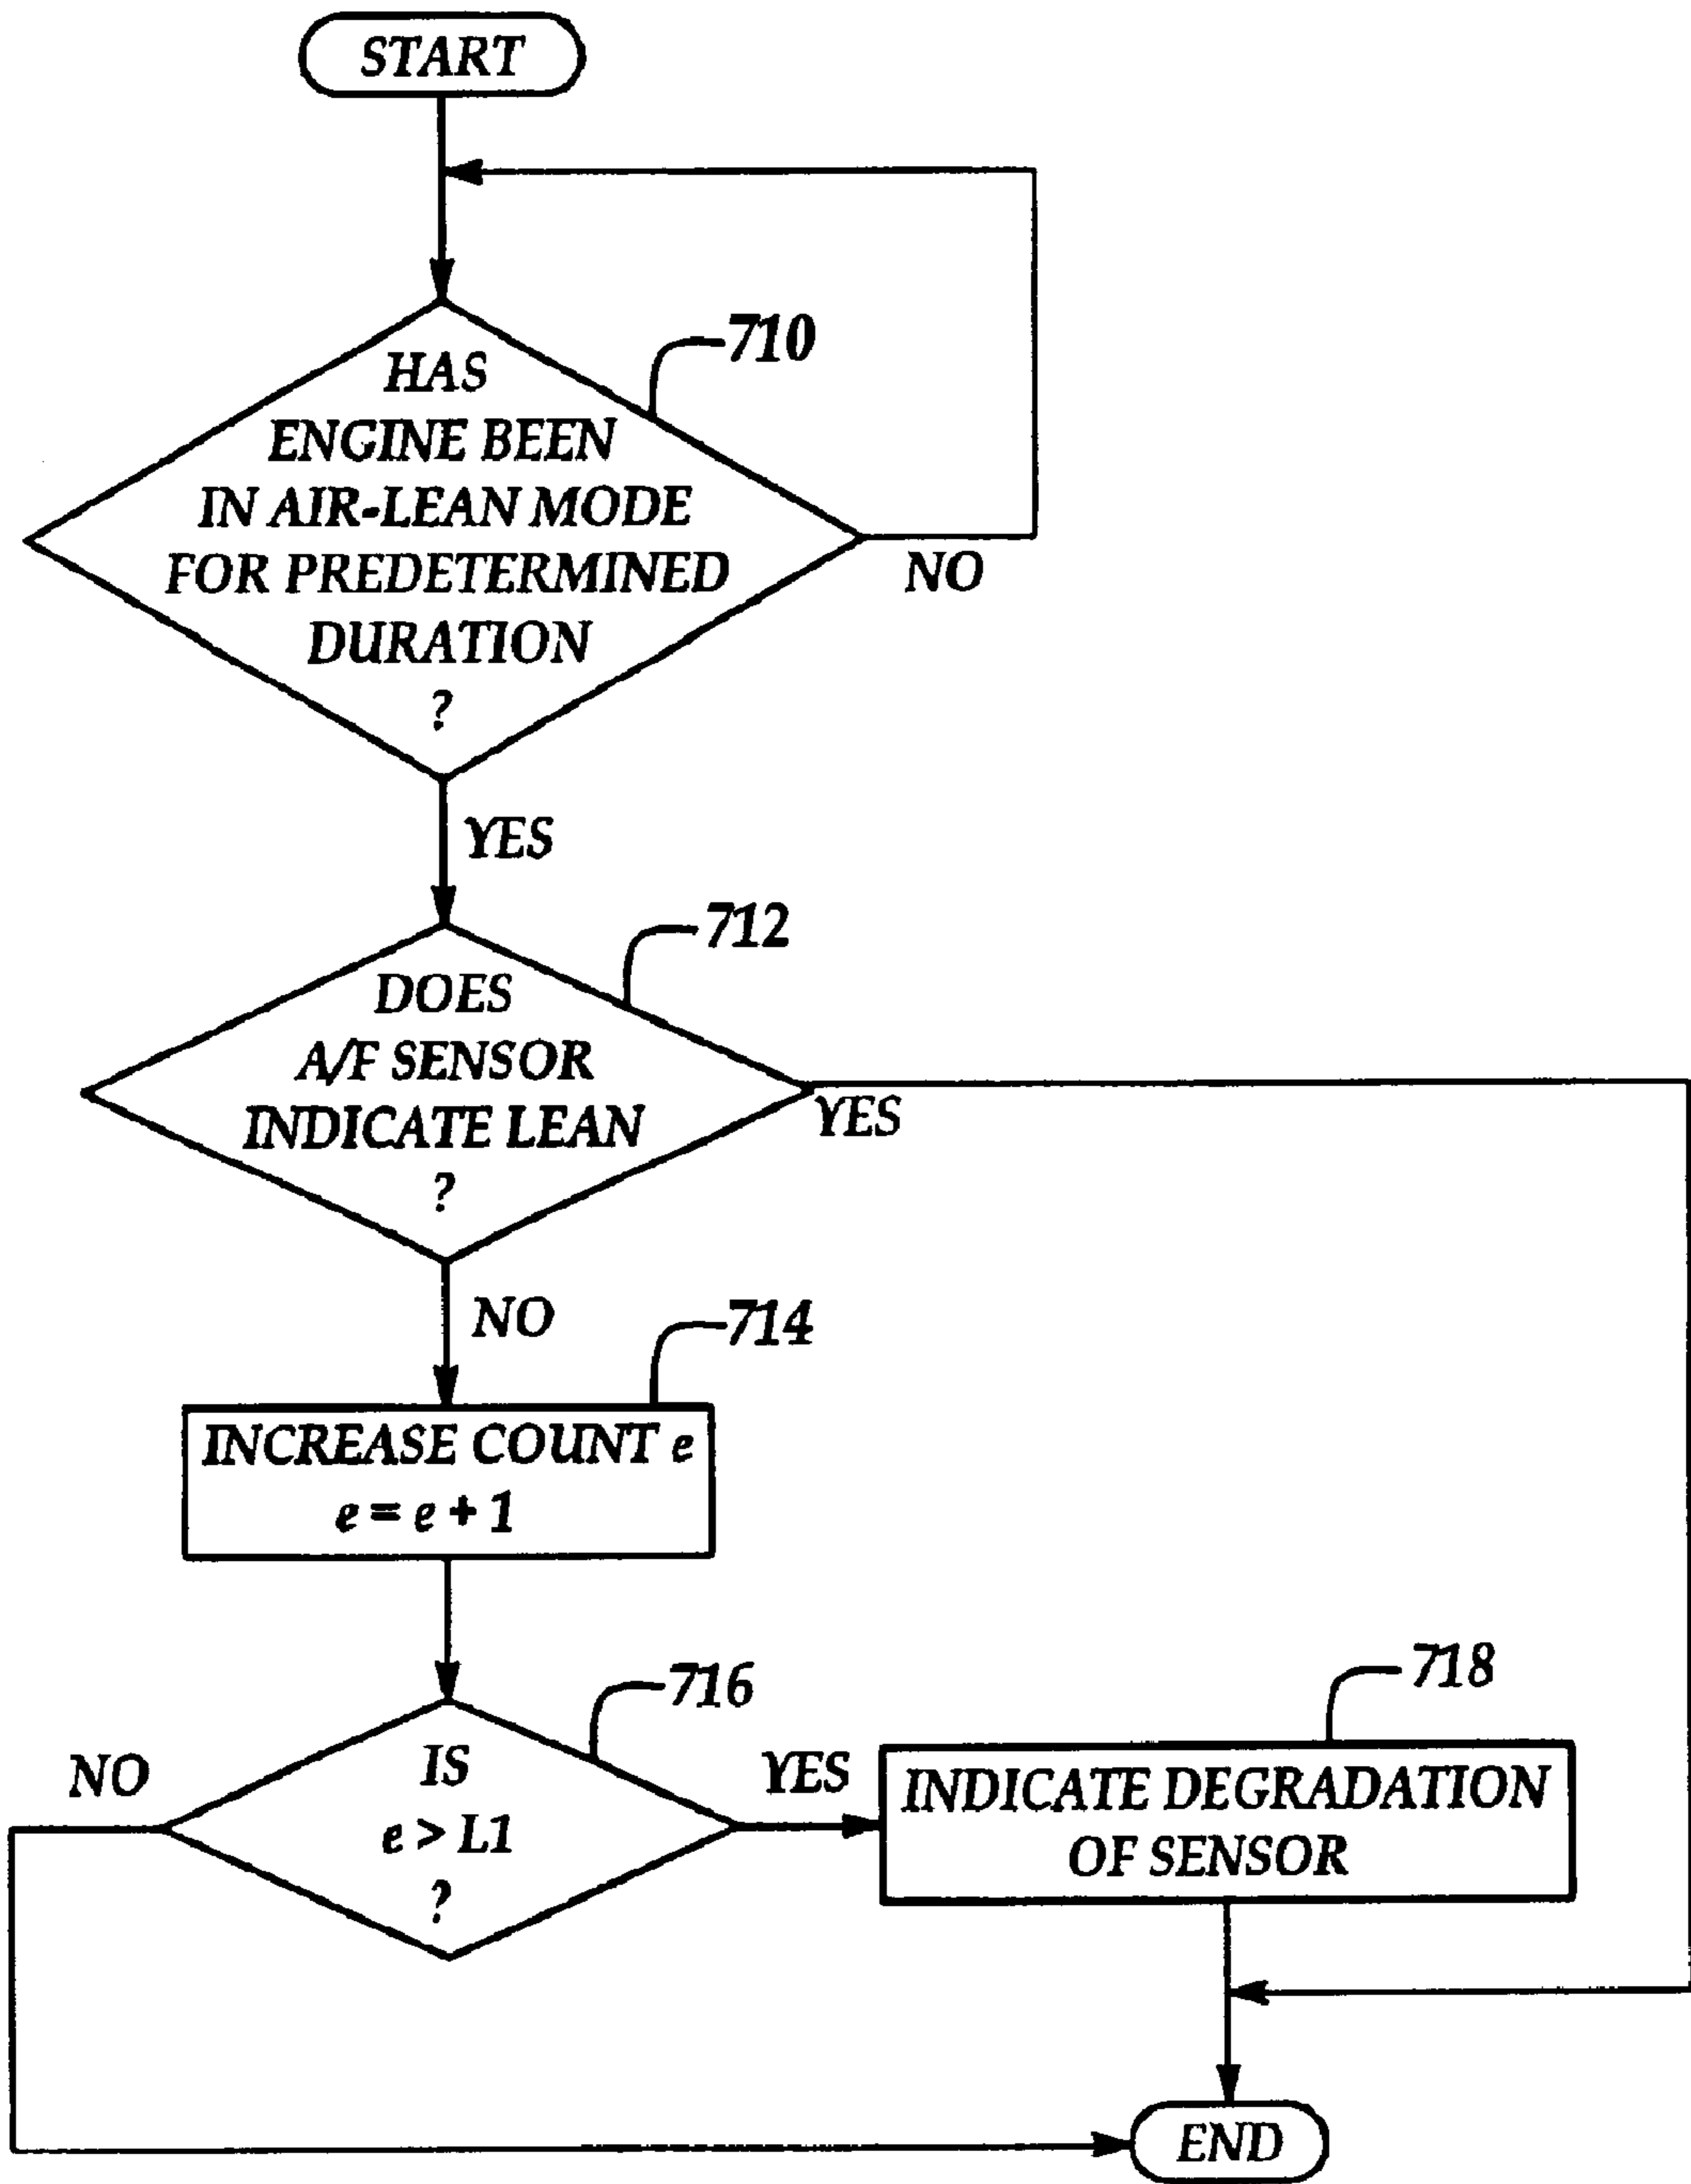 START
710
HAS
ENGINE BEEN
IN AIR-LEAN MODE
FOR PREDETERMINED
DURATION
?
NO
YES
712
DOES
A/F SENSOR
INDICATE LEAN
?
YES
NO
714
INCREASE COUNT e
e = e + 1
716
718
NO
IS
e > L1
?
YES
INDICATE DEGRADATION
OF SENSOR
END